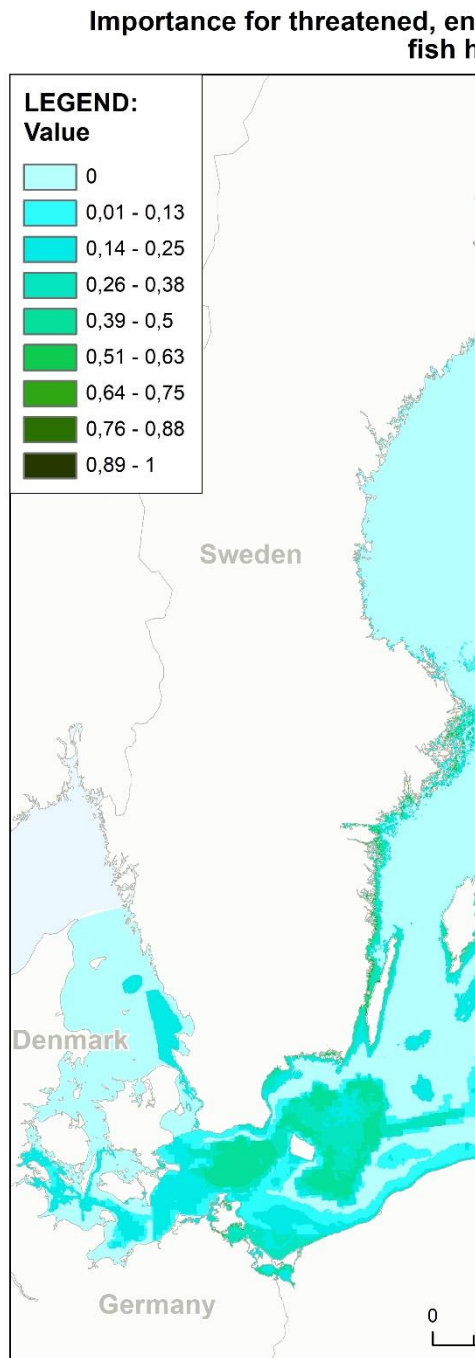 Importance for threatened, en
fish h
LEGEND:
Value
0
0,01 - 0,13
0,14 - 0,25
0,26 - 0,38
0,39 - 0,5
0,51 - 0,63
0,64 - 0,75
0,76 - 0,88
0,89 - 1
Sweden
Denmark
Germany
0